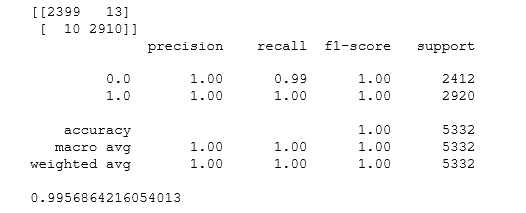 [[2399   13]
 [  10 2910]]
              precision    recall  f1-score   support
         0.0       1.00      0.99      1.00      2412
         1.0       1.00      1.00      1.00      2920
    accuracy                           1.00      5332
   macro avg       1.00      1.00      1.00      5332
weighted avg       1.00      1.00      1.00      5332
0.9956864216054013